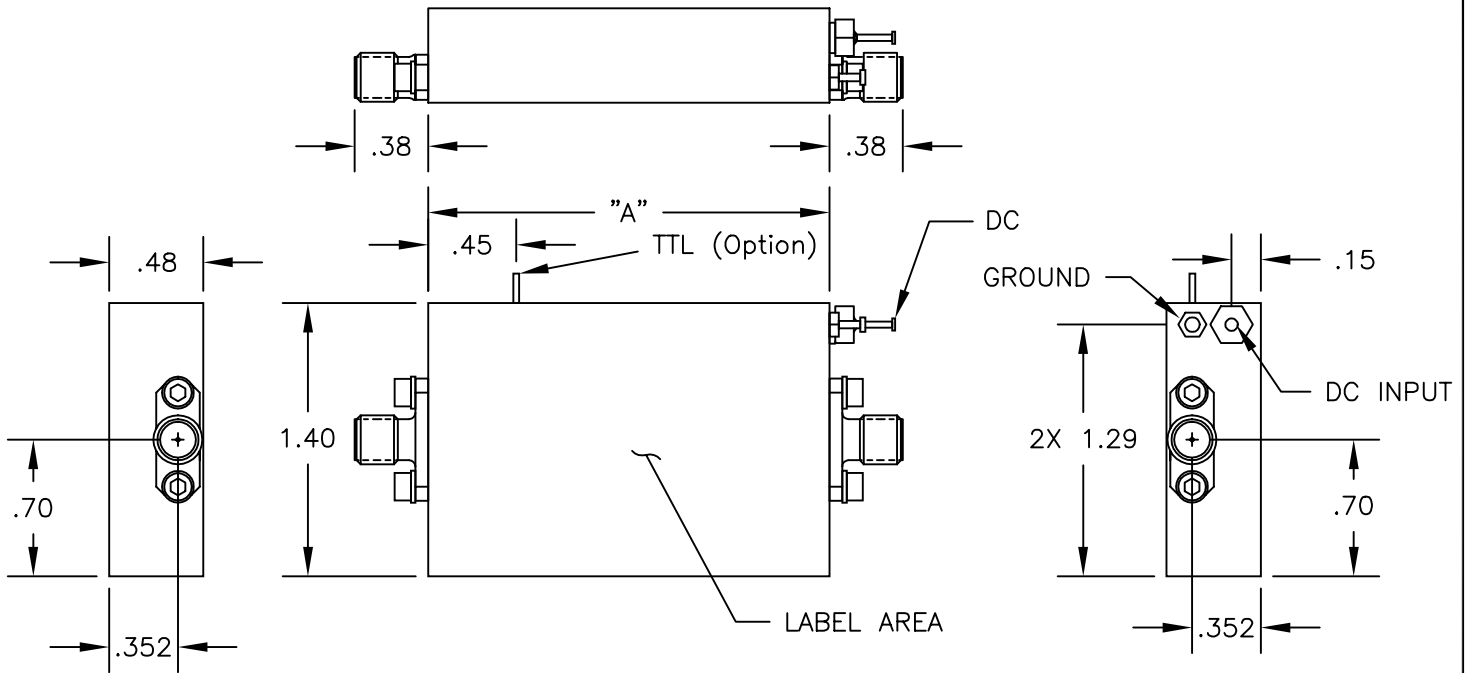 .38
.38
"A"
.45
TTL (Option)
DC
.48
GROUND
.15
DC INPUT
1.40
2X 1.29
.70
.70
LABEL AREA
.352
.352